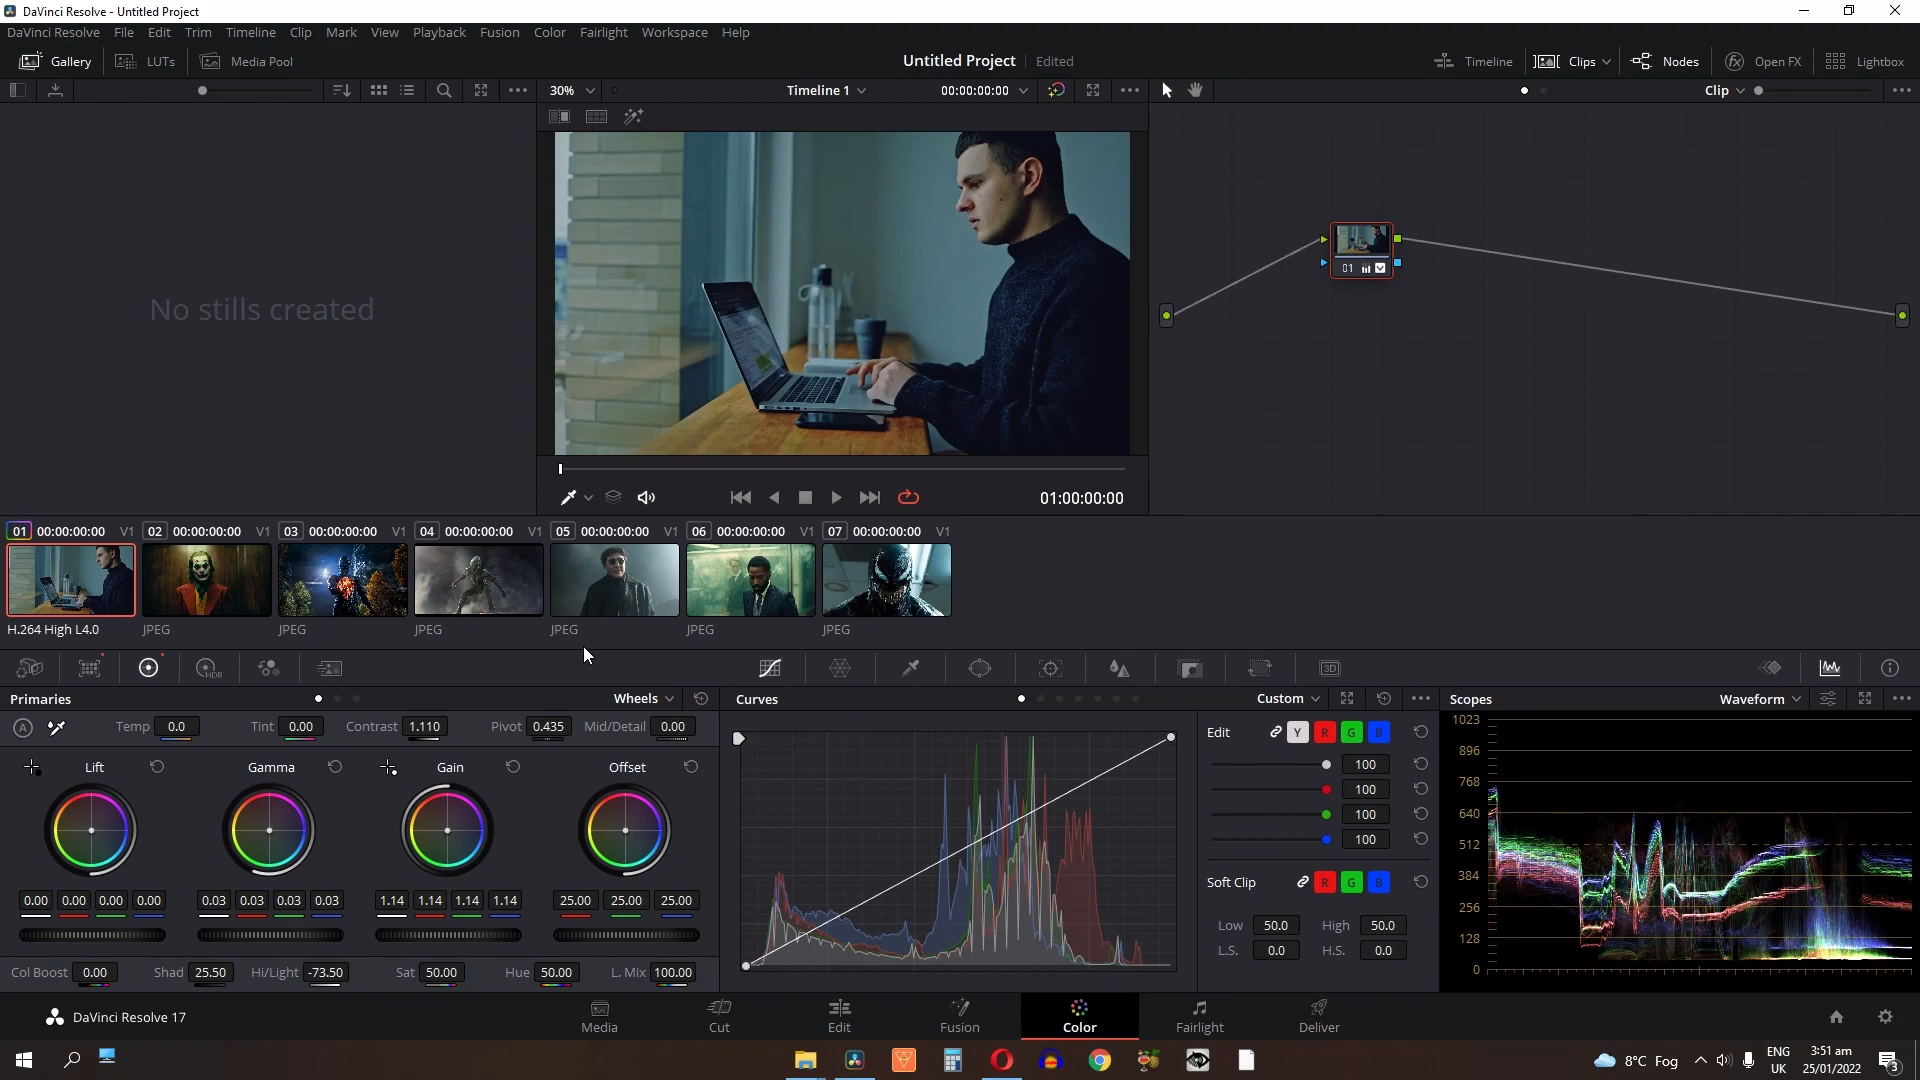 DaVinci Resolve - Untitled Project
DaVinci Resolve File Edit Trim Timeline Clip Mark View Playback Fusion Color Fairlight Workspace Help
Gallery LUTs Media Pool Untitled Project Edited Timeline Clips Nodes Open FX Lightbox
30% Timeline 1 00:00:00:00 Clip
No stills created
01
01:00:00:00
01 00:00:00:00 V1 02 00:00:00:00 V1 03 00:00:00:00 V1 04 00:00:00:00 V1 05 00:00:00:00 V1 06 00:00:00:00 V1 07 00:00:00:00 V1
H.264 High L4.0 JPEG JPEG JPEG JPEG JPEG JPEG
HDR 3D
Primaries Wheels Curves Custom Scopes Waveform
A Temp 0.0 Tint 0.00 Contrast 1.110 Pivot 0.435 Mid/Detail 0.00
Lift Gamma Gain Offset
0.00 0.00 0.00 0.00 0.03 0.03 0.03 0.03 1.14 1.14 1.14 1.14 25.00 25.00 25.00
Col Boost 0.00 Shad 25.50 Hi/Light -73.50 Sat 50.00 Hue 50.00 L. Mix 100.00
Edit Y R G B
100
100
100
100
Soft Clip R G B
Low 50.0 High 50.0
L.S. 0.0 H.S. 0.0
1023
896
768
640
512
384
256
128
0
DaVinci Resolve 17 Media Cut Edit Fusion Color Fairlight Deliver
8°C Fog ENG UK 3:51 am 25/01/2022 3